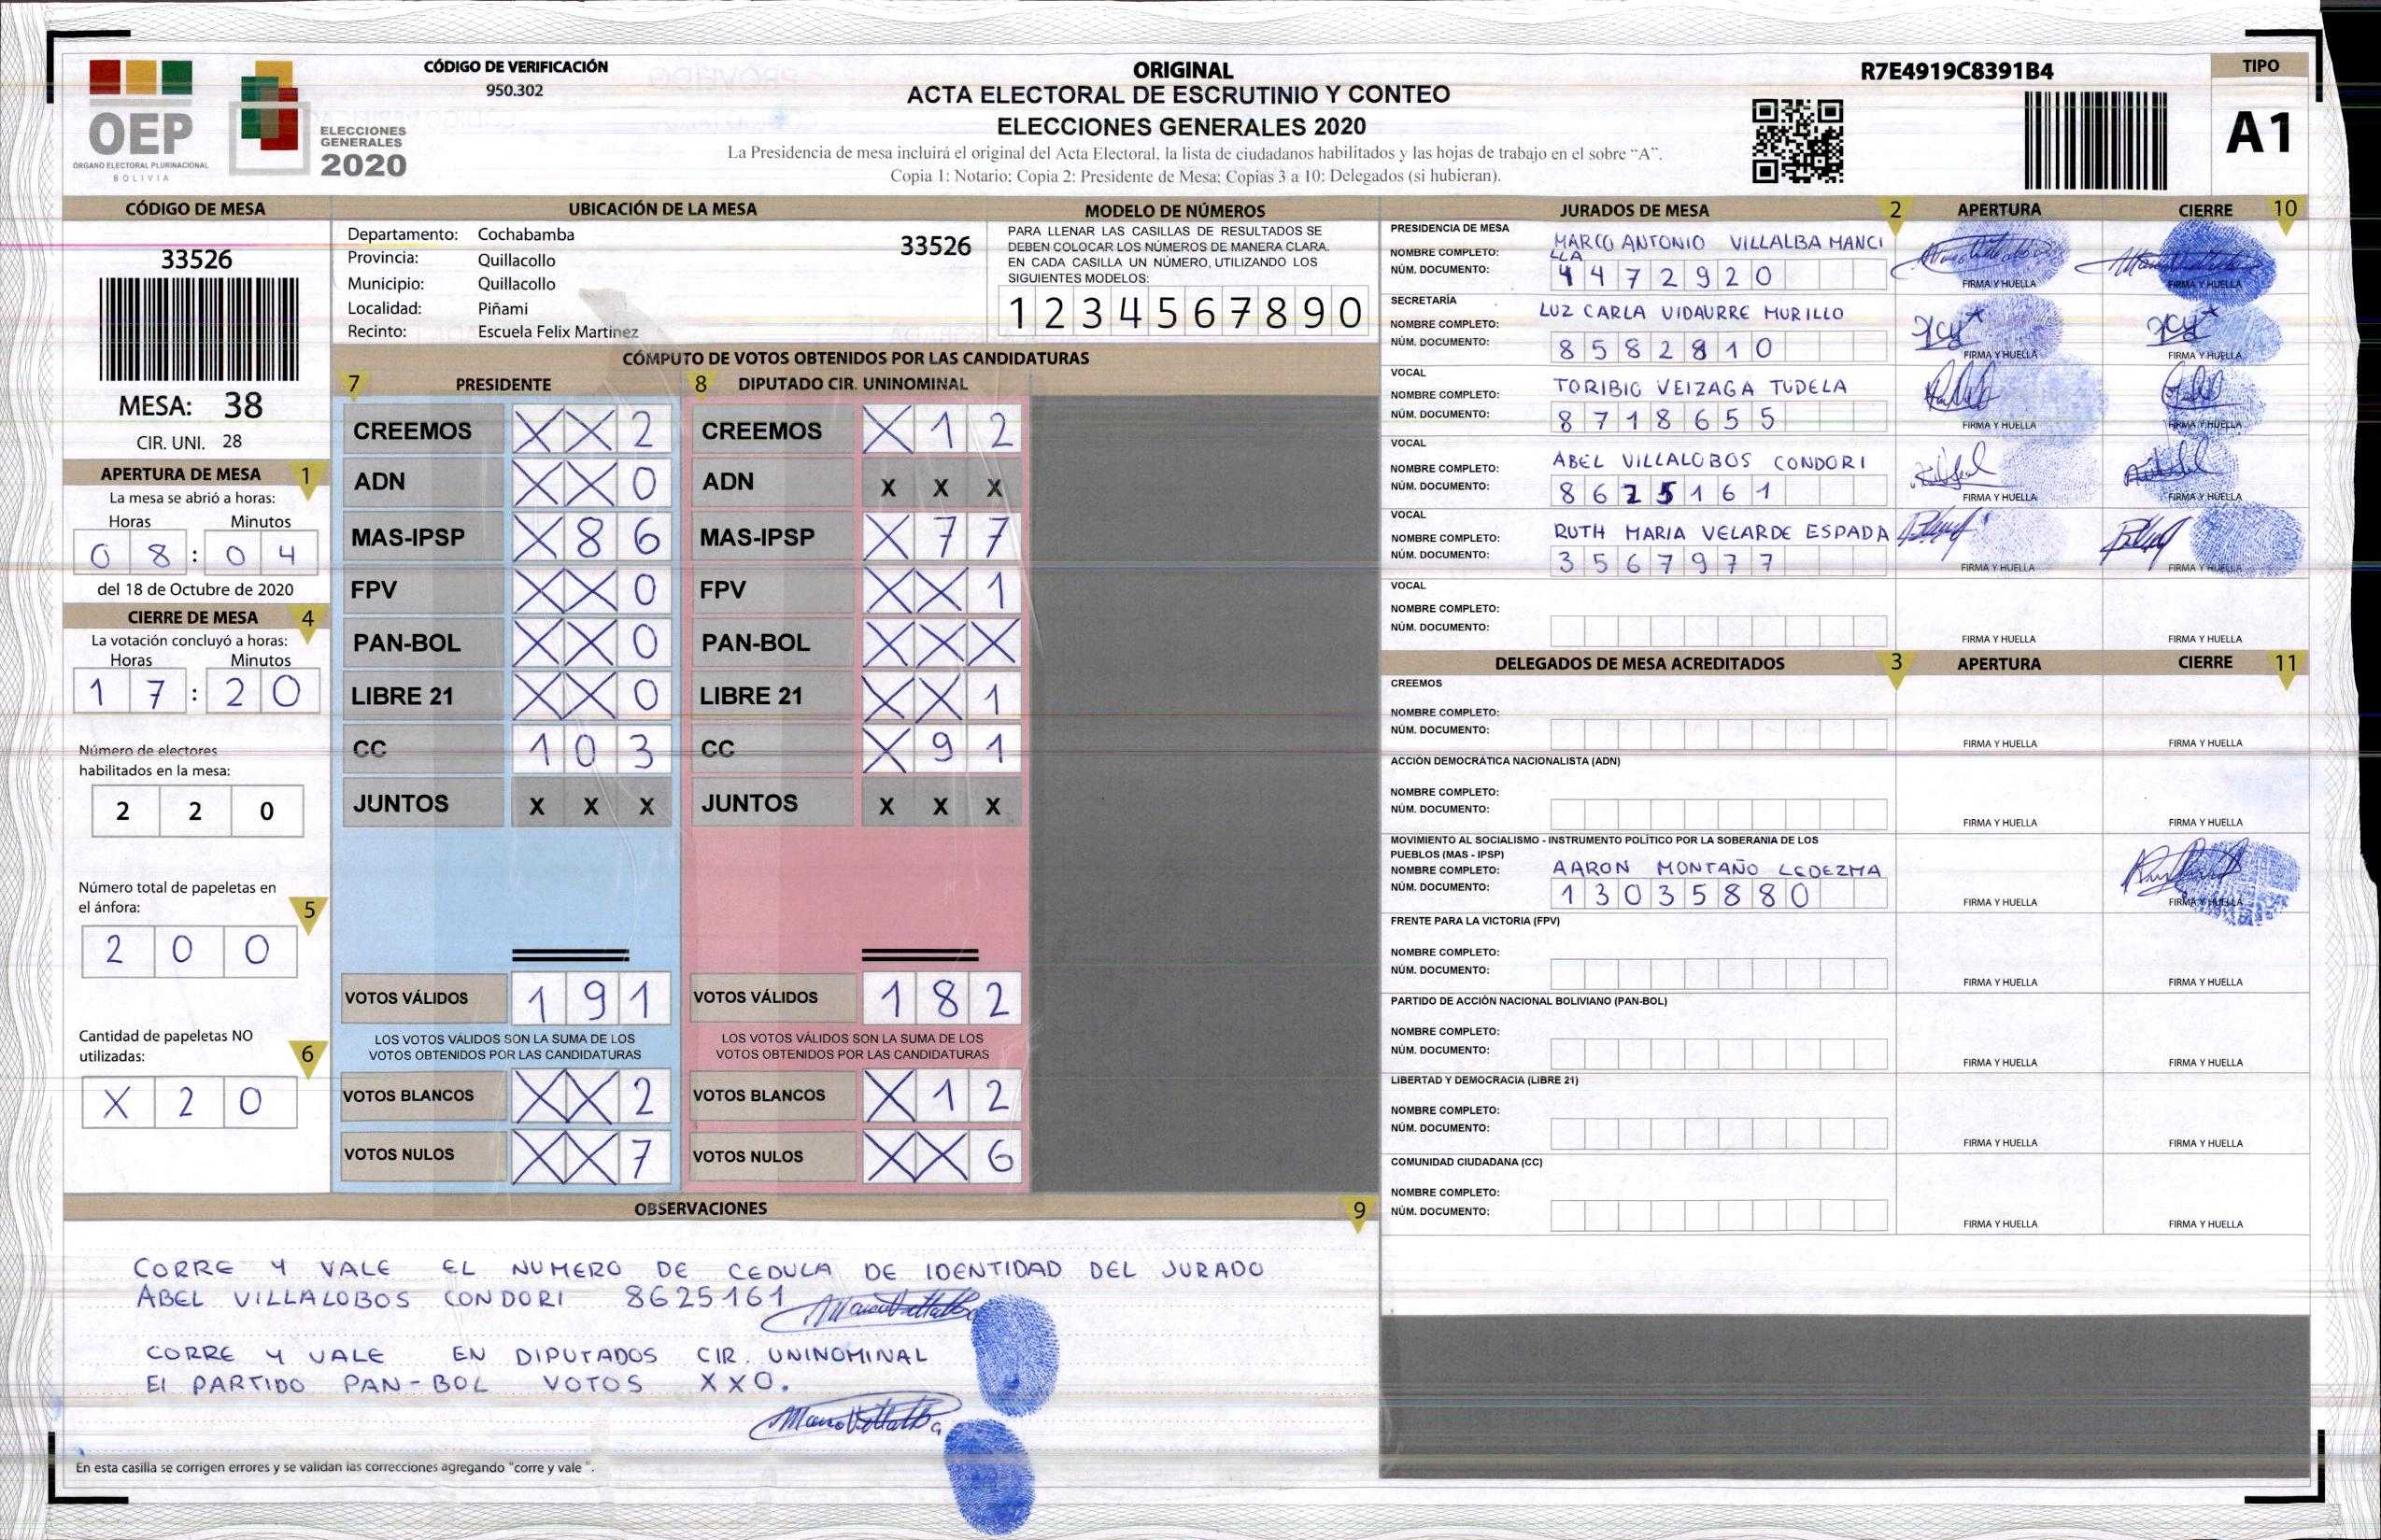 OEP
ÓRGANO ELECTORAL PLURINACIONAL
BOLIVIA
ELECCIONES
GENERALES
2020
CÓDIGO DE VERIFICACIÓN
950.302
ORIGINAL
ACTA ELECTORAL DE ESCRUTINIO Y CONTEO
ELECCIONES GENERALES 2020
La Presidencia de mesa incluirá el original del Acta Electoral, la lista de ciudadanos habilitados y las hojas de trabajo en el sobre "A".
Copia 1: Notario; Copia 2: Presidente de Mesa; Copias 3 a 10: Delegados (si hubieran).
R7E4919C8391B4
TIPO
A1
CÓDIGO DE MESA
33526
MESA: 38
CIR. UNI. 28
APERTURA DE MESA 1
La mesa se abrió a horas:
Horas Minutos
0 8 : 0 4
del 18 de Octubre de 2020
CIERRE DE MESA 4
La votación concluyó a horas:
Horas Minutos
1 7 : 2 0
Número de electores
habilitados en la mesa:
2 2 0
Número total de papeletas en
el ánfora: 5
2 0 0
Cantidad de papeletas NO
utilizadas: 6
X 2 0
UBICACIÓN DE LA MESA
Departamento: Cochabamba 33526
Provincia: Quillacollo
Municipio: Quillacollo
Localidad: Piñami
Recinto: Escuela Felix Martinez
MODELO DE NÚMEROS
PARA LLENAR LAS CASILLAS DE RESULTADOS SE
DEBEN COLOCAR LOS NÚMEROS DE MANERA CLARA.
EN CADA CASILLA UN NÚMERO, UTILIZANDO LOS
SIGUIENTES MODELOS:
1 2 3 4 5 6 7 8 9 0
CÓMPUTO DE VOTOS OBTENIDOS POR LAS CANDIDATURAS
7 PRESIDENTE 8 DIPUTADO CIR. UNINOMINAL
CREEMOS X X 2 CREEMOS X 1 2
ADN X X 0 ADN X X X
MAS-IPSP X 8 6 MAS-IPSP X 7 7
FPV X X 0 FPV X X 1
PAN-BOL X X 0 PAN-BOL X X X
LIBRE 21 X X 0 LIBRE 21 X X 1
CC 1 0 3 CC X 9 1
JUNTOS X X X JUNTOS X X X
VOTOS VÁLIDOS 1 9 1 VOTOS VÁLIDOS 1 8 2
LOS VOTOS VÁLIDOS SON LA SUMA DE LOS LOS VOTOS VÁLIDOS SON LA SUMA DE LOS
VOTOS OBTENIDOS POR LAS CANDIDATURAS VOTOS OBTENIDOS POR LAS CANDIDATURAS
VOTOS BLANCOS X X 2 VOTOS BLANCOS X 1 2
VOTOS NULOS X X 7 VOTOS NULOS X X 6
OBSERVACIONES 9
CORRE Y VALE EL NUMERO DE CEDULA DE IDENTIDAD DEL JURADO
ABEL VILLALOBOS CONDORI 8625161
CORRE Y VALE EN DIPUTADOS CIR. UNINOMINAL
El PARTIDO PAN-BOL VOTOS XX0.
En esta casilla se corrigen errores y se validan las correcciones agregando "corre y vale ".
JURADOS DE MESA 2 APERTURA CIERRE 10
PRESIDENCIA DE MESA
NOMBRE COMPLETO: MARCO ANTONIO VILLALBA MANCI
LLA
NÚM. DOCUMENTO: 4 4 7 2 9 2 0
FIRMA Y HUELLA FIRMA Y HUELLA
SECRETARÍA
NOMBRE COMPLETO: LUZ CARLA VIDAURRE MURILLO
NÚM. DOCUMENTO: 8 5 8 2 8 1 0
FIRMA Y HUELLA FIRMA Y HUELLA
VOCAL
NOMBRE COMPLETO: TORIBIO VEIZAGA TUDELA
NÚM. DOCUMENTO: 8 7 1 8 6 5 5
FIRMA Y HUELLA FIRMA Y HUELLA
VOCAL
NOMBRE COMPLETO: ABEL VILLALOBOS CONDORI
NÚM. DOCUMENTO: 8 6 2 5 1 6 1
FIRMA Y HUELLA FIRMA Y HUELLA
VOCAL
NOMBRE COMPLETO: RUTH MARIA VELARDE ESPADA
NÚM. DOCUMENTO: 3 5 6 7 9 7 7
FIRMA Y HUELLA FIRMA Y HUELLA
VOCAL
NOMBRE COMPLETO:
NÚM. DOCUMENTO:
FIRMA Y HUELLA FIRMA Y HUELLA
DELEGADOS DE MESA ACREDITADOS 3 APERTURA CIERRE 11
CREEMOS
NOMBRE COMPLETO:
NÚM. DOCUMENTO:
FIRMA Y HUELLA FIRMA Y HUELLA
ACCIÓN DEMOCRÁTICA NACIONALISTA (ADN)
NOMBRE COMPLETO:
NÚM. DOCUMENTO:
FIRMA Y HUELLA FIRMA Y HUELLA
MOVIMIENTO AL SOCIALISMO - INSTRUMENTO POLÍTICO POR LA SOBERANIA DE LOS
PUEBLOS (MAS - IPSP)
NOMBRE COMPLETO: AARON MONTAÑO LEDEZMA
NÚM. DOCUMENTO: 1 3 0 3 5 8 8 0
FIRMA Y HUELLA FIRMA Y HUELLA
FRENTE PARA LA VICTORIA (FPV)
NOMBRE COMPLETO:
NÚM. DOCUMENTO:
FIRMA Y HUELLA FIRMA Y HUELLA
PARTIDO DE ACCIÓN NACIONAL BOLIVIANO (PAN-BOL)
NOMBRE COMPLETO:
NÚM. DOCUMENTO:
FIRMA Y HUELLA FIRMA Y HUELLA
LIBERTAD Y DEMOCRACIA (LIBRE 21)
NOMBRE COMPLETO:
NÚM. DOCUMENTO:
FIRMA Y HUELLA FIRMA Y HUELLA
COMUNIDAD CIUDADANA (CC)
NOMBRE COMPLETO:
NÚM. DOCUMENTO:
FIRMA Y HUELLA FIRMA Y HUELLA